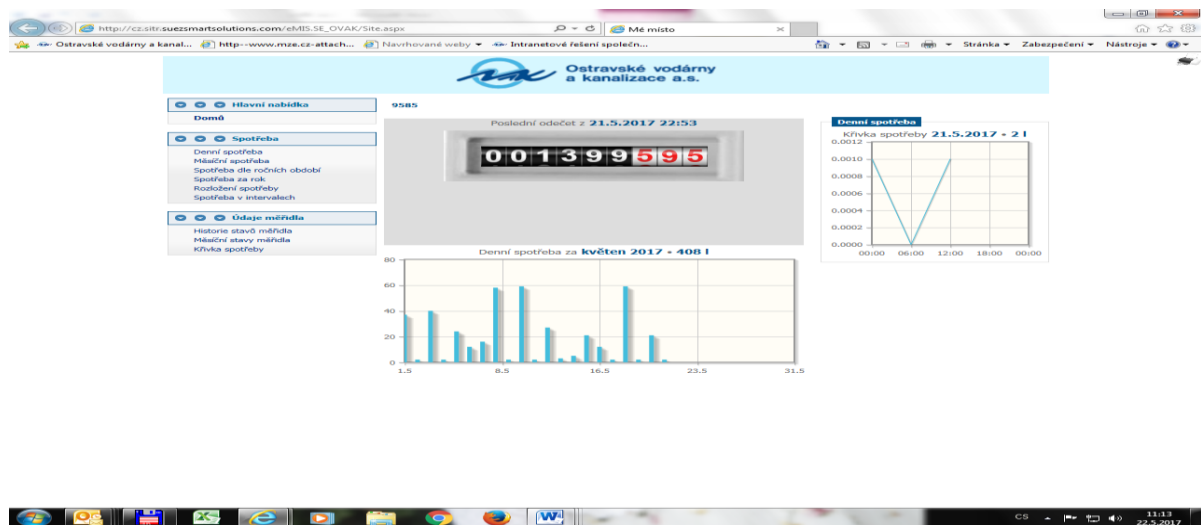 http://cz.sitr.suezsmartsolutions.com/eMIS.SE_OVAK/Site.aspx
Mé místo
Ostravské vodárny a kanal...
http--www.mze.cz-attach...
Navrhované weby
Intranetové řešení společn...
Stránka
Zabezpečení
Nástroje
Ostravské vodárny
a kanalizace a.s.
Hlavní nabídka
Domů
Spotřeba
Denní spotřeba
Měsíční spotřeba
Spotřeba dle ročních období
Spotřeba za rok
Rozložení spotřeby
Spotřeba v intervalech
Údaje měřidla
Historie stavů měřidla
Měsíční stavy měřidla
Křivka spotřeby
9585
Poslední odečet z 21.5.2017 22:53
001399595
Denní spotřeba za květen 2017 - 408 l
80
60
40
20
0
1.5 8.5 16.5 23.5 31.5
Denní spotřeba
Křivka spotřeby 21.5.2017 - 2 l
0.0012
0.0010
0.0008
0.0006
0.0004
0.0002
0.0000
00:00 06:00 12:00 18:00 00:00
CS
11:13
22.5.2017